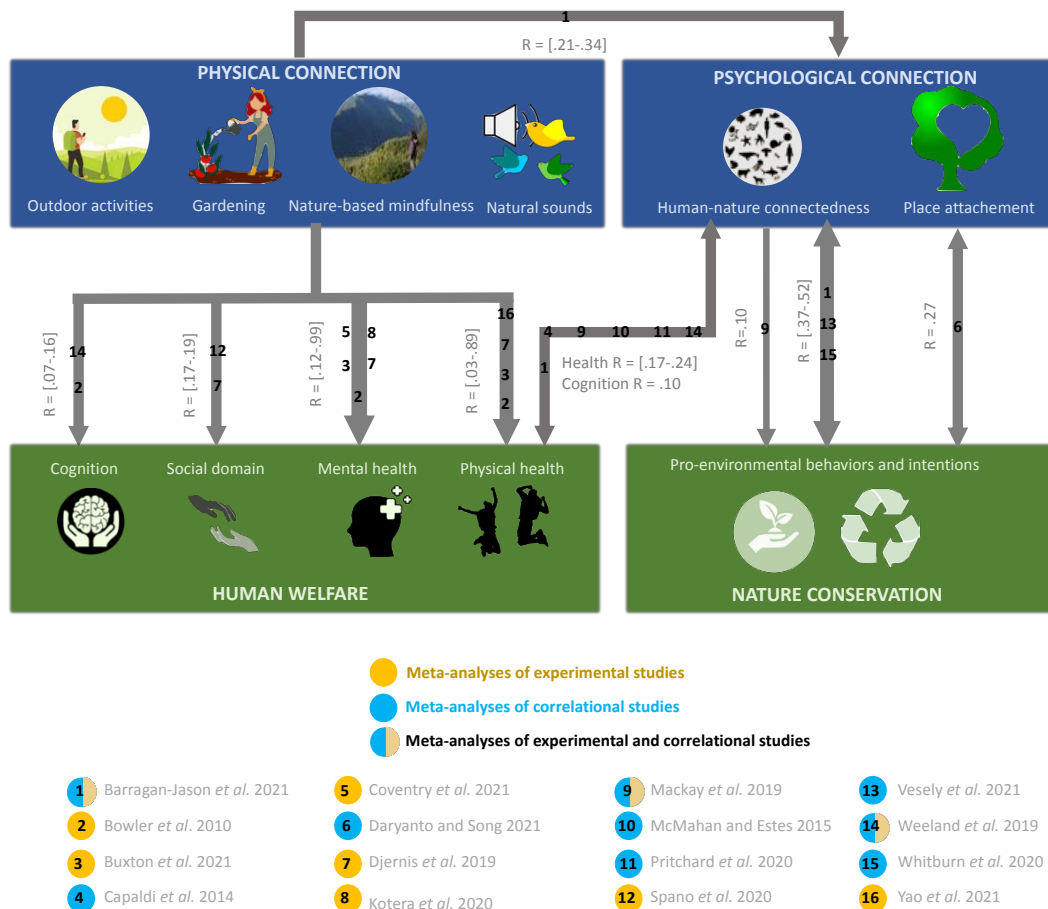 1
R = [.21-.34]
PHYSICAL CONNECTION
PSYCHOLOGICAL CONNECTION
Outdoor activities
Gardening
Nature-based mindfulness
Natural sounds
Human-nature connectedness
Place attachement
R = [.07-.16]
14
2
R = [.17-.19]
12
7
R = [.12-.99]
5
8
3
7
2
R = [.03-.89]
16
7
3
2
4 9 10 11 14
1
Health R = [.17-.24]
Cognition R = .10
R=.10
9
R = [.37-.52]
1
13
15
R = .27
6
Cognition
Social domain
Mental health
Physical health
HUMAN WELFARE
Pro-environmental behaviors and intentions
NATURE CONSERVATION
Meta-analyses of experimental studies
Meta-analyses of correlational studies
Meta-analyses of experimental and correlational studies
1 Barragan-Jason et al. 2021
2 Bowler et al. 2010
3 Buxton et al. 2021
4 Capaldi et al. 2014
5 Coventry et al. 2021
6 Daryanto and Song 2021
7 Djernis et al. 2019
8 Kotera et al. 2020
9 Mackay et al. 2019
10 McMahan and Estes 2015
11 Pritchard et al. 2020
12 Spano et al. 2020
13 Vesely et al. 2021
14 Weeland et al. 2019
15 Whitburn et al. 2020
16 Yao et al. 2021